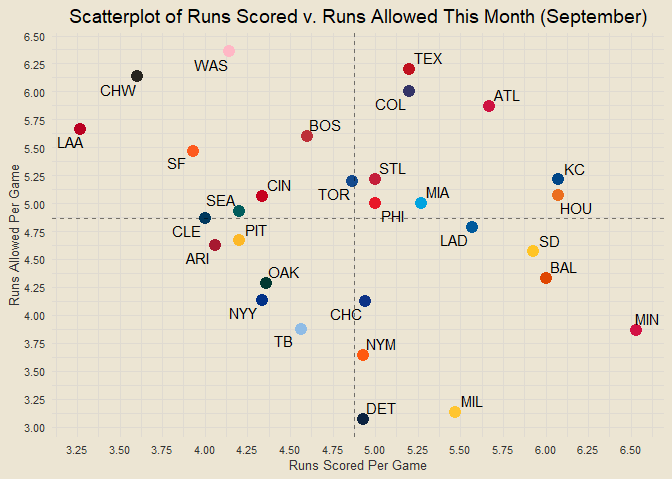 Scatterplot of Runs Scored v. Runs Allowed This Month (September)
6.50
WAS
TEX
6.25
CHW
COL
ATL
6.00
5.75
BOS
LAA
5.50
SF
STL
KC
5.25
CIN
TOR
MIA
SEA
HOU
5.00
PHI
CLE
PIT
LAD
SD
4.75
ARI
4.50
OAK
BAL
4.25
NYY
CHC
MIN
4.00
TB
3.75
NYM
3.50
MIL
3.25
DET
3.00
Runs Allowed Per Game
3.25 3.50 3.75 4.00 4.25 4.50 4.75 5.00 5.25 5.50 5.75 6.00 6.25 6.50
Runs Scored Per Game